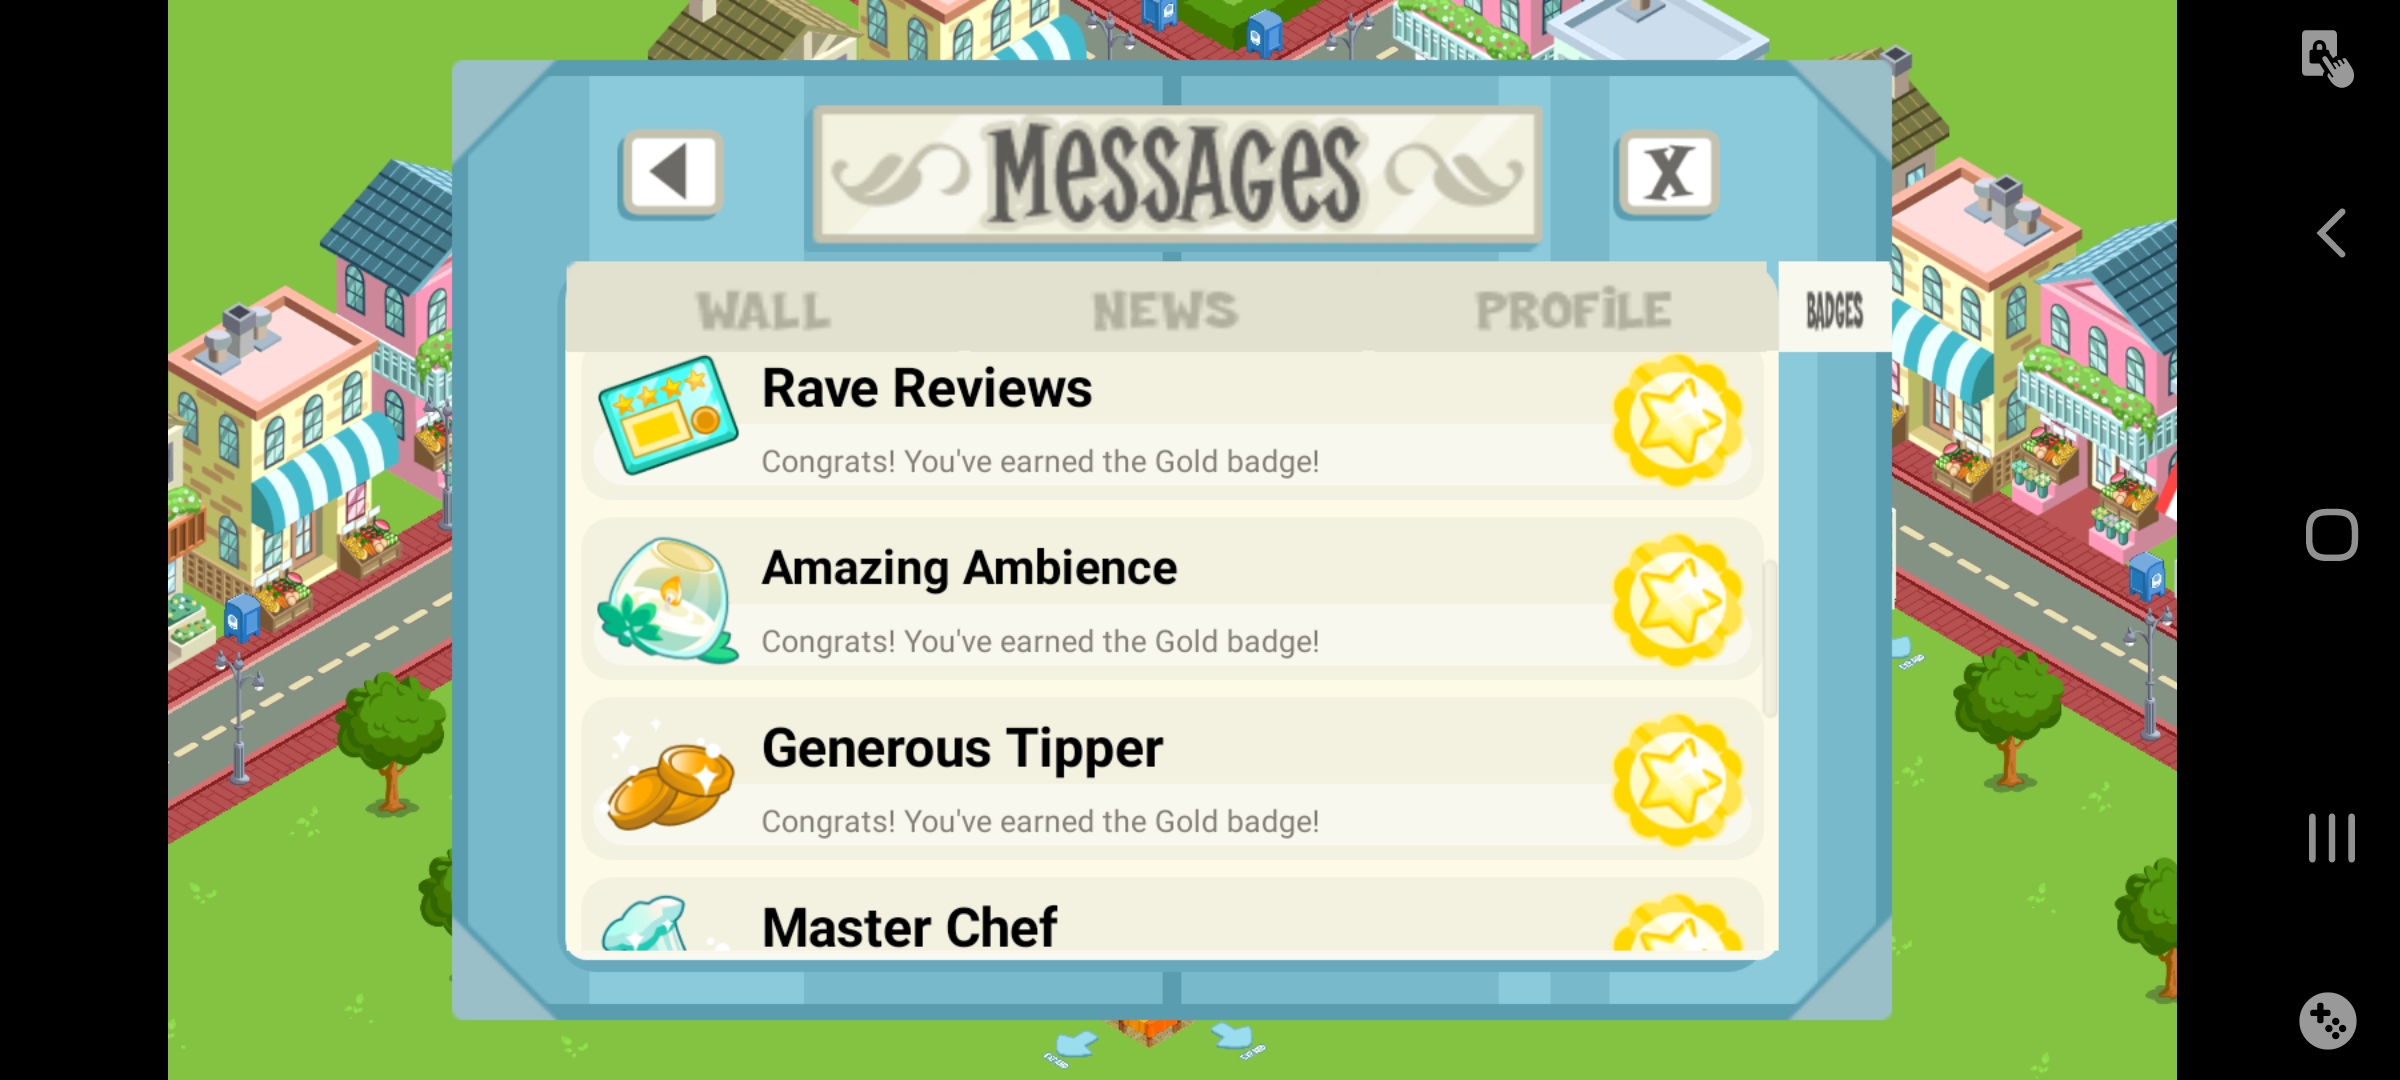 MESSAGES
X
WALL
NEWS
PROFILE
BADGES
Rave Reviews
Congrats! You've earned the Gold badge!
Amazing Ambience
Congrats! You've earned the Gold badge!
Generous Tipper
Congrats! You've earned the Gold badge!
Master Chef